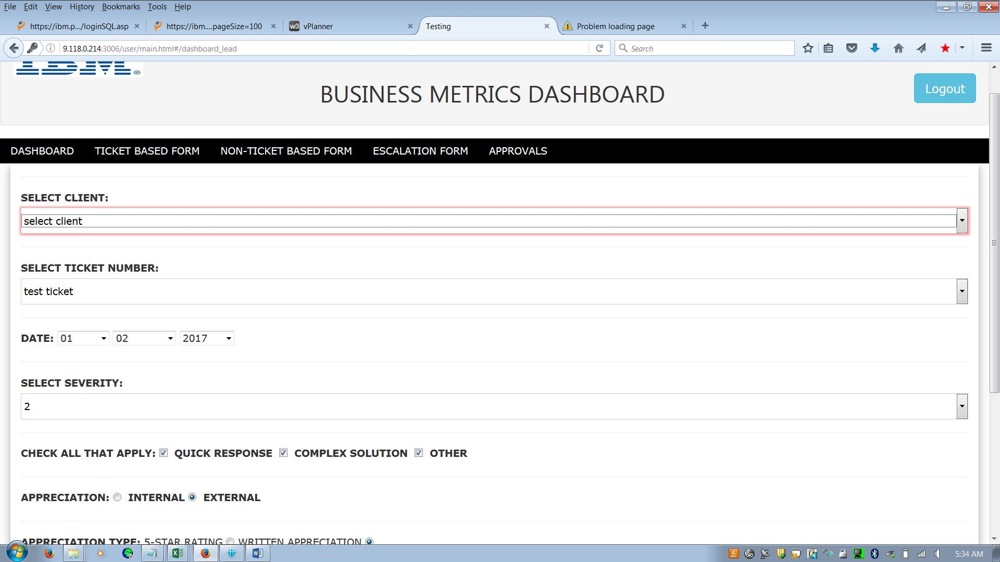 File Edit View History Bookmarks Tools Help
https://ibm.p.../loginSQL.asp https://ibm....pageSize=100 w3 vPlanner Testing Problem loading page
9.118.0.214:3006/user/main.html#/dashboard_lead Search
IBM ®
BUSINESS METRICS DASHBOARD
Logout
DASHBOARD TICKET BASED FORM NON-TICKET BASED FORM ESCALATION FORM APPROVALS
SELECT CLIENT:
select client
SELECT TICKET NUMBER:
test ticket
DATE: 01 02 2017
SELECT SEVERITY:
2
CHECK ALL THAT APPLY: QUICK RESPONSE COMPLEX SOLUTION OTHER
APPRECIATION: INTERNAL EXTERNAL
APPRECIATION TYPE: 5-STAR RATING WRITTEN APPRECIATION
5:34 AM